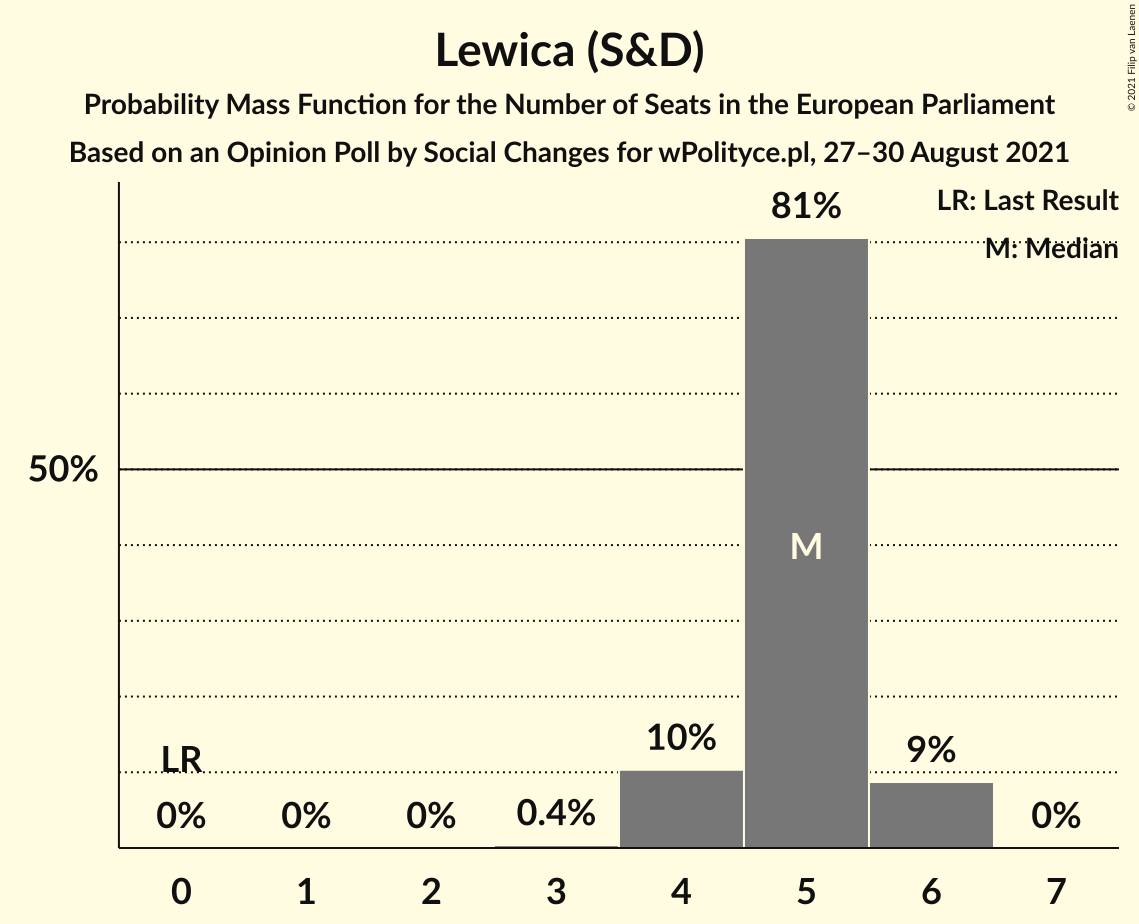 Lewica (S&D)
Probability Mass Function for the Number of Seats in the European Parliament
Based on an Opinion Poll by Social Changes for wPolityce.pl, 27–30 August 2021
© 2021 Filip van Laenen
LR: Last Result
M: Median
81%
50%
M
LR
10%
9%
0%
0%
0%
0.4%
0%
0 1 2 3 4 5 6 7